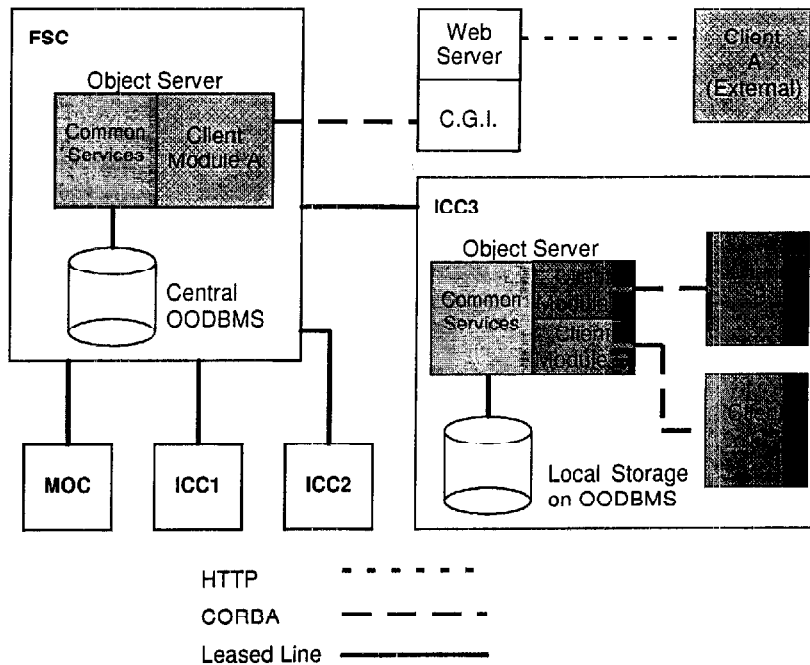 FSC
Object Server
Common
Services
Client
Module A
Central
OODBMS
Web
Server
C.G.I.
Client
A
(External)
ICC3
Object Server
Common
Services
Module
Client
Module
Local Storage
on OODBMS
MOC
ICC1
ICC2
HTTP
CORBA
Leased Line